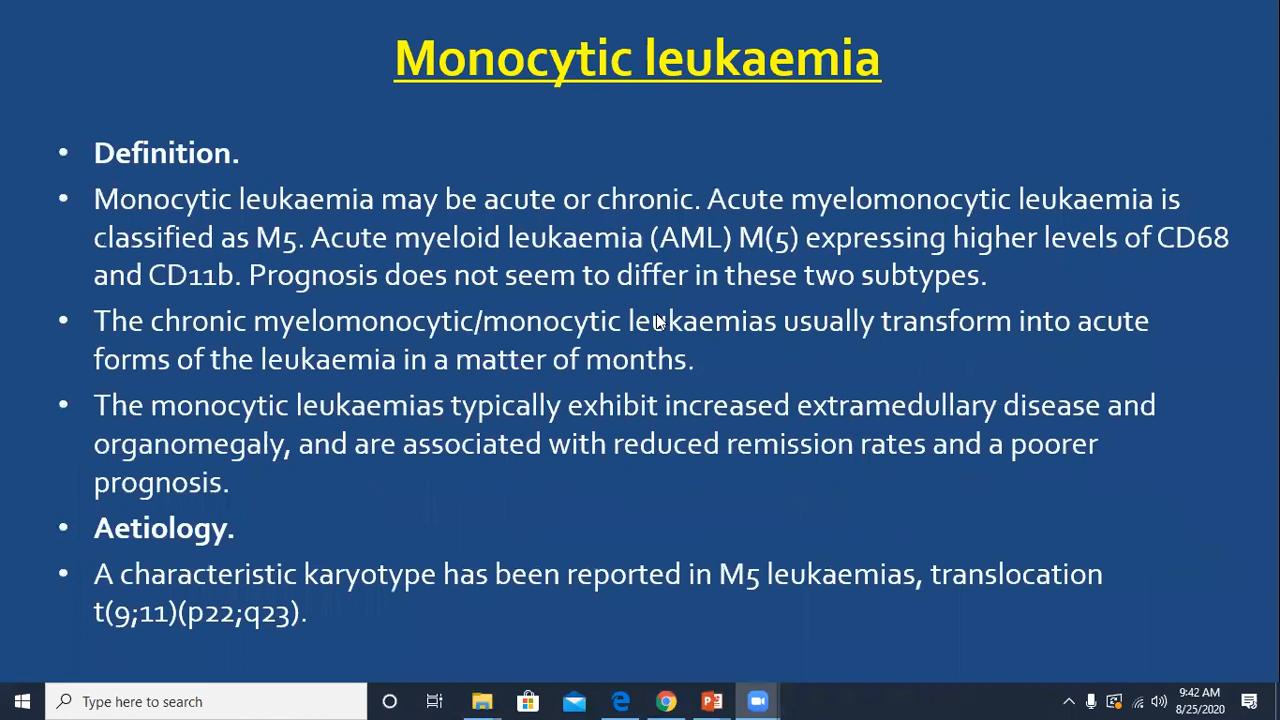 Monocytic leukaemia
• Definition.
• Monocytic leukaemia may be acute or chronic. Acute myelomonocytic leukaemia is
classified as M5. Acute myeloid leukaemia (AML) M(5) expressing higher levels of CD68
and CD11b. Prognosis does not seem to differ in these two subtypes.
• The chronic myelomonocytic/monocytic leukaemias usually transform into acute
forms of the leukaemia in a matter of months.
• The monocytic leukaemias typically exhibit increased extramedullary disease and
organomegaly, and are associated with reduced remission rates and a poorer
prognosis.
• Aetiology.
• A characteristic karyotype has been reported in M5 leukaemias, translocation
t(9;11)(p22;q23).
Type here to search
9:42 AM
8/25/2020